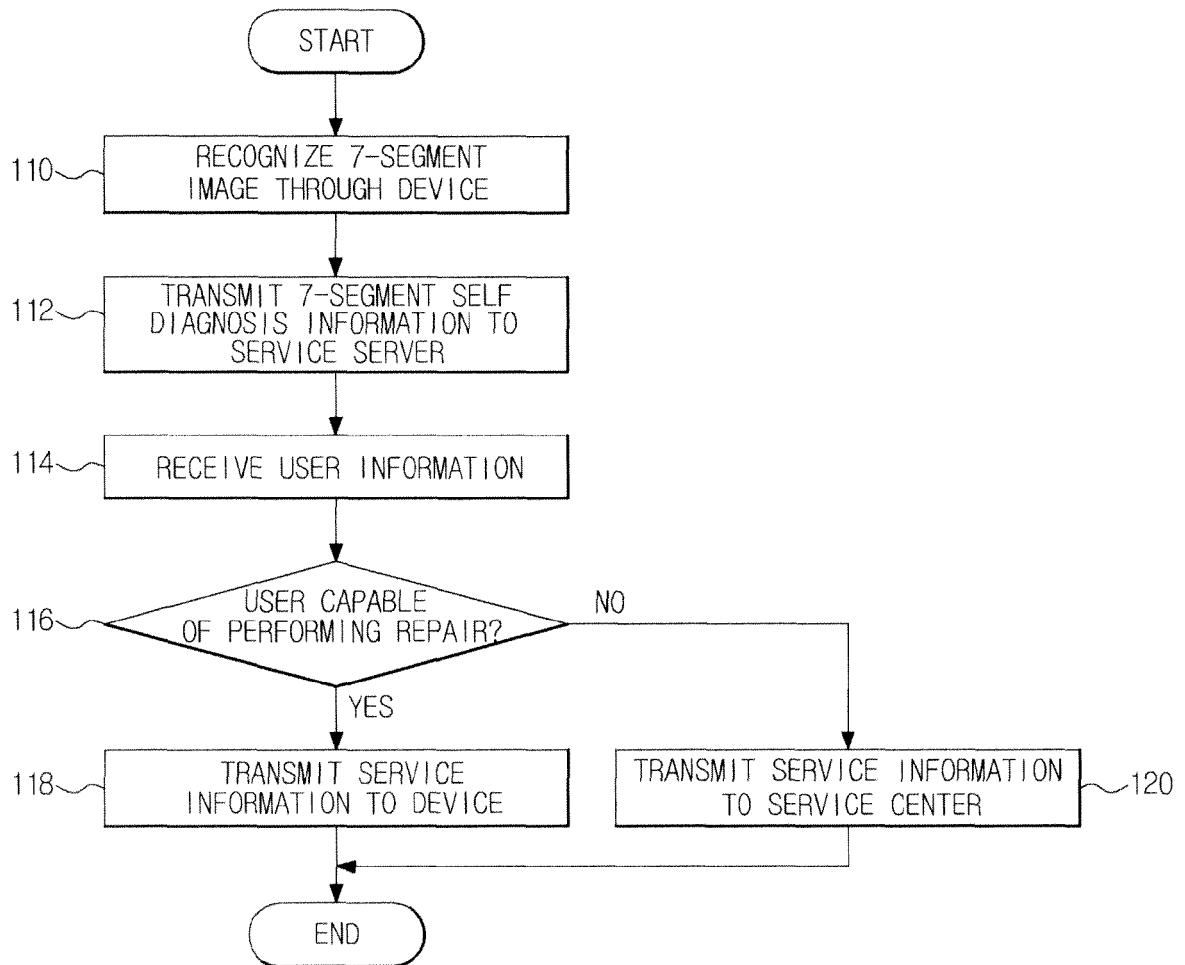 START
110
RECOGNIZE 7-SEGMENT
IMAGE THROUGH DEVICE
112
TRANSMIT 7-SEGMENT SELF
DIAGNOSIS INFORMATION TO
SERVICE SERVER
114
RECEIVE USER INFORMATION
116
USER CAPABLE
OF PERFORMING REPAIR?
NO
YES
118
TRANSMIT SERVICE
INFORMATION TO DEVICE
TRANSMIT SERVICE INFORMATION
TO SERVICE CENTER
120
END